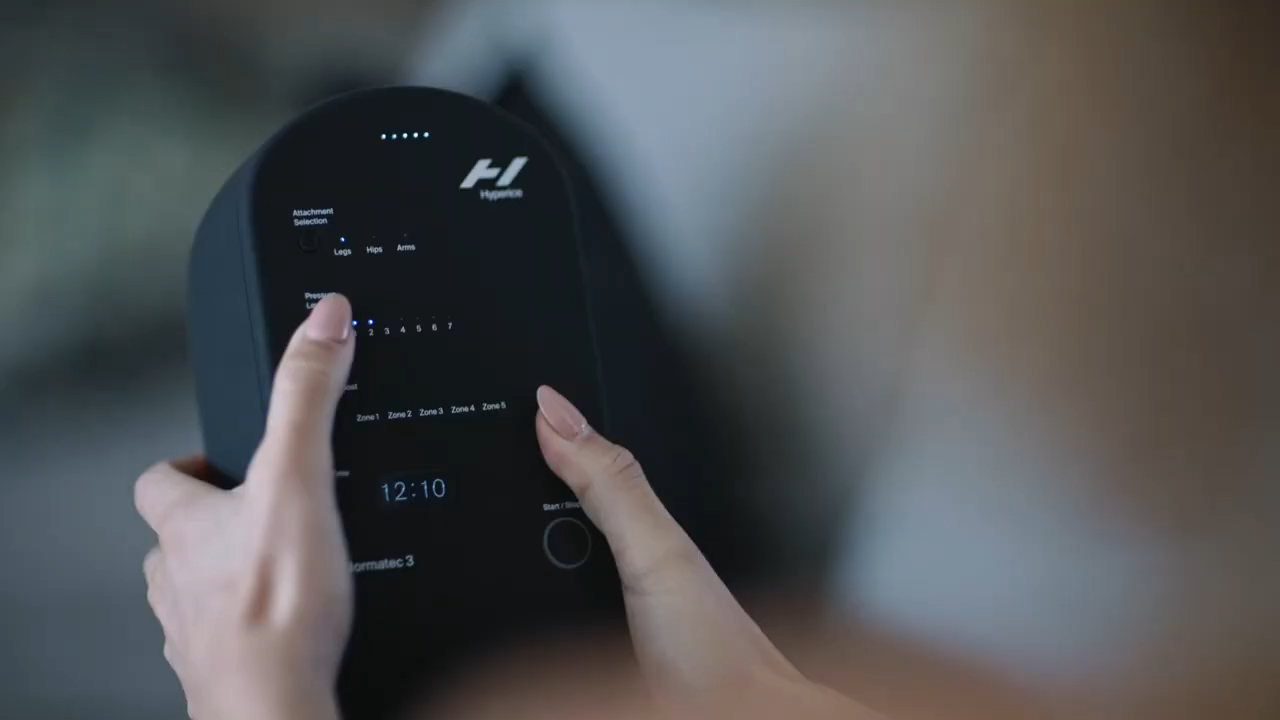 Hyperice
Attachment
Selection
Legs Hips Arms
2 3 4 5 6 7
Zone 1 Zone 2 Zone 3 Zone 4 Zone 5
12:10
Start /
3